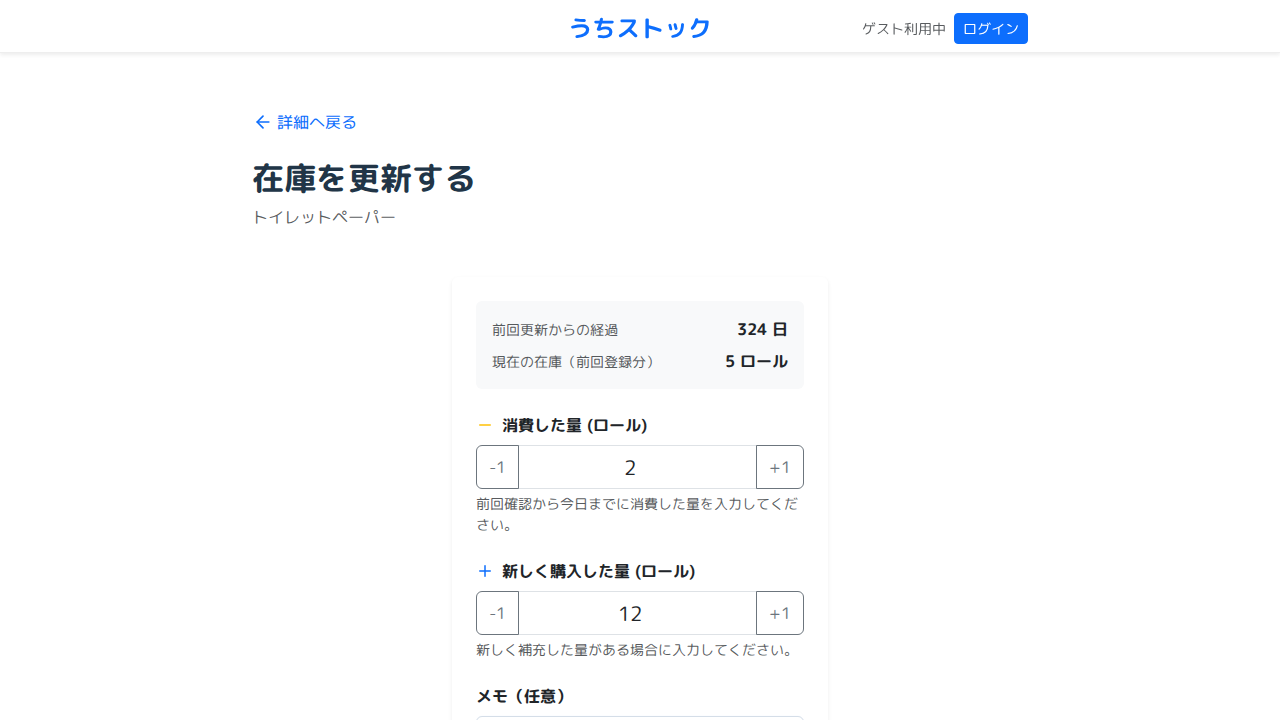 うちストック
ゲスト利用中
ログイン
詳細へ戻る
在庫を更新する
トイレットペーパー
前回更新からの経過 324 日
現在の在庫（前回登録分） 5 ロール
消費した量 (ロール)
-1 2 +1
前回確認から今日までに消費した量を入力してくだ
さい。
新しく購入した量 (ロール)
-1 12 +1
新しく補充した量がある場合に入力してください。
メモ（任意）